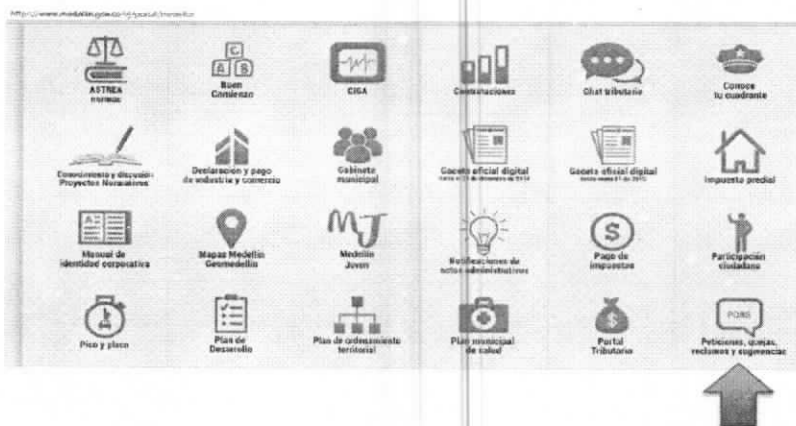 ASTREA
Buen
Comienzo
CIGA
Contrataciones
Chat tributario
Conoce
tu cuadrante
Conocimiento y discusión
Proyectos Normativos
Declaración y pago
de industria y comercio
Gabinete
municipal
Gaceta oficial digital
Gaceta oficial digital
Impuesto predial
Manual de
identidad corporativa
Mapas Medellín
Geomedellín
MJ
Medellín
Joven
Notificaciones de
actos administrativos
Pago de
impuestos
Participación
ciudadana
Pico y placa
Plan de
Desarrollo
Plan de ordenamiento
territorial
Plan municipal
de salud
Portal
Tributario
PQRS
Peticiones, quejas,
reclamos y sugerencias